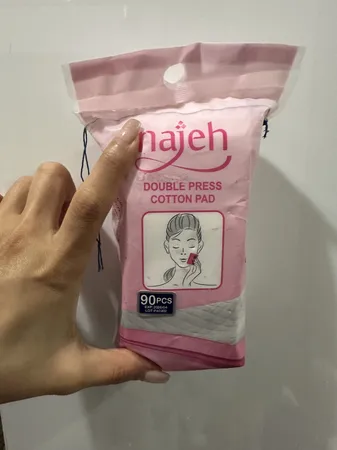 najeh
DOUBLE PRESS
COTTON PAD
90PCS